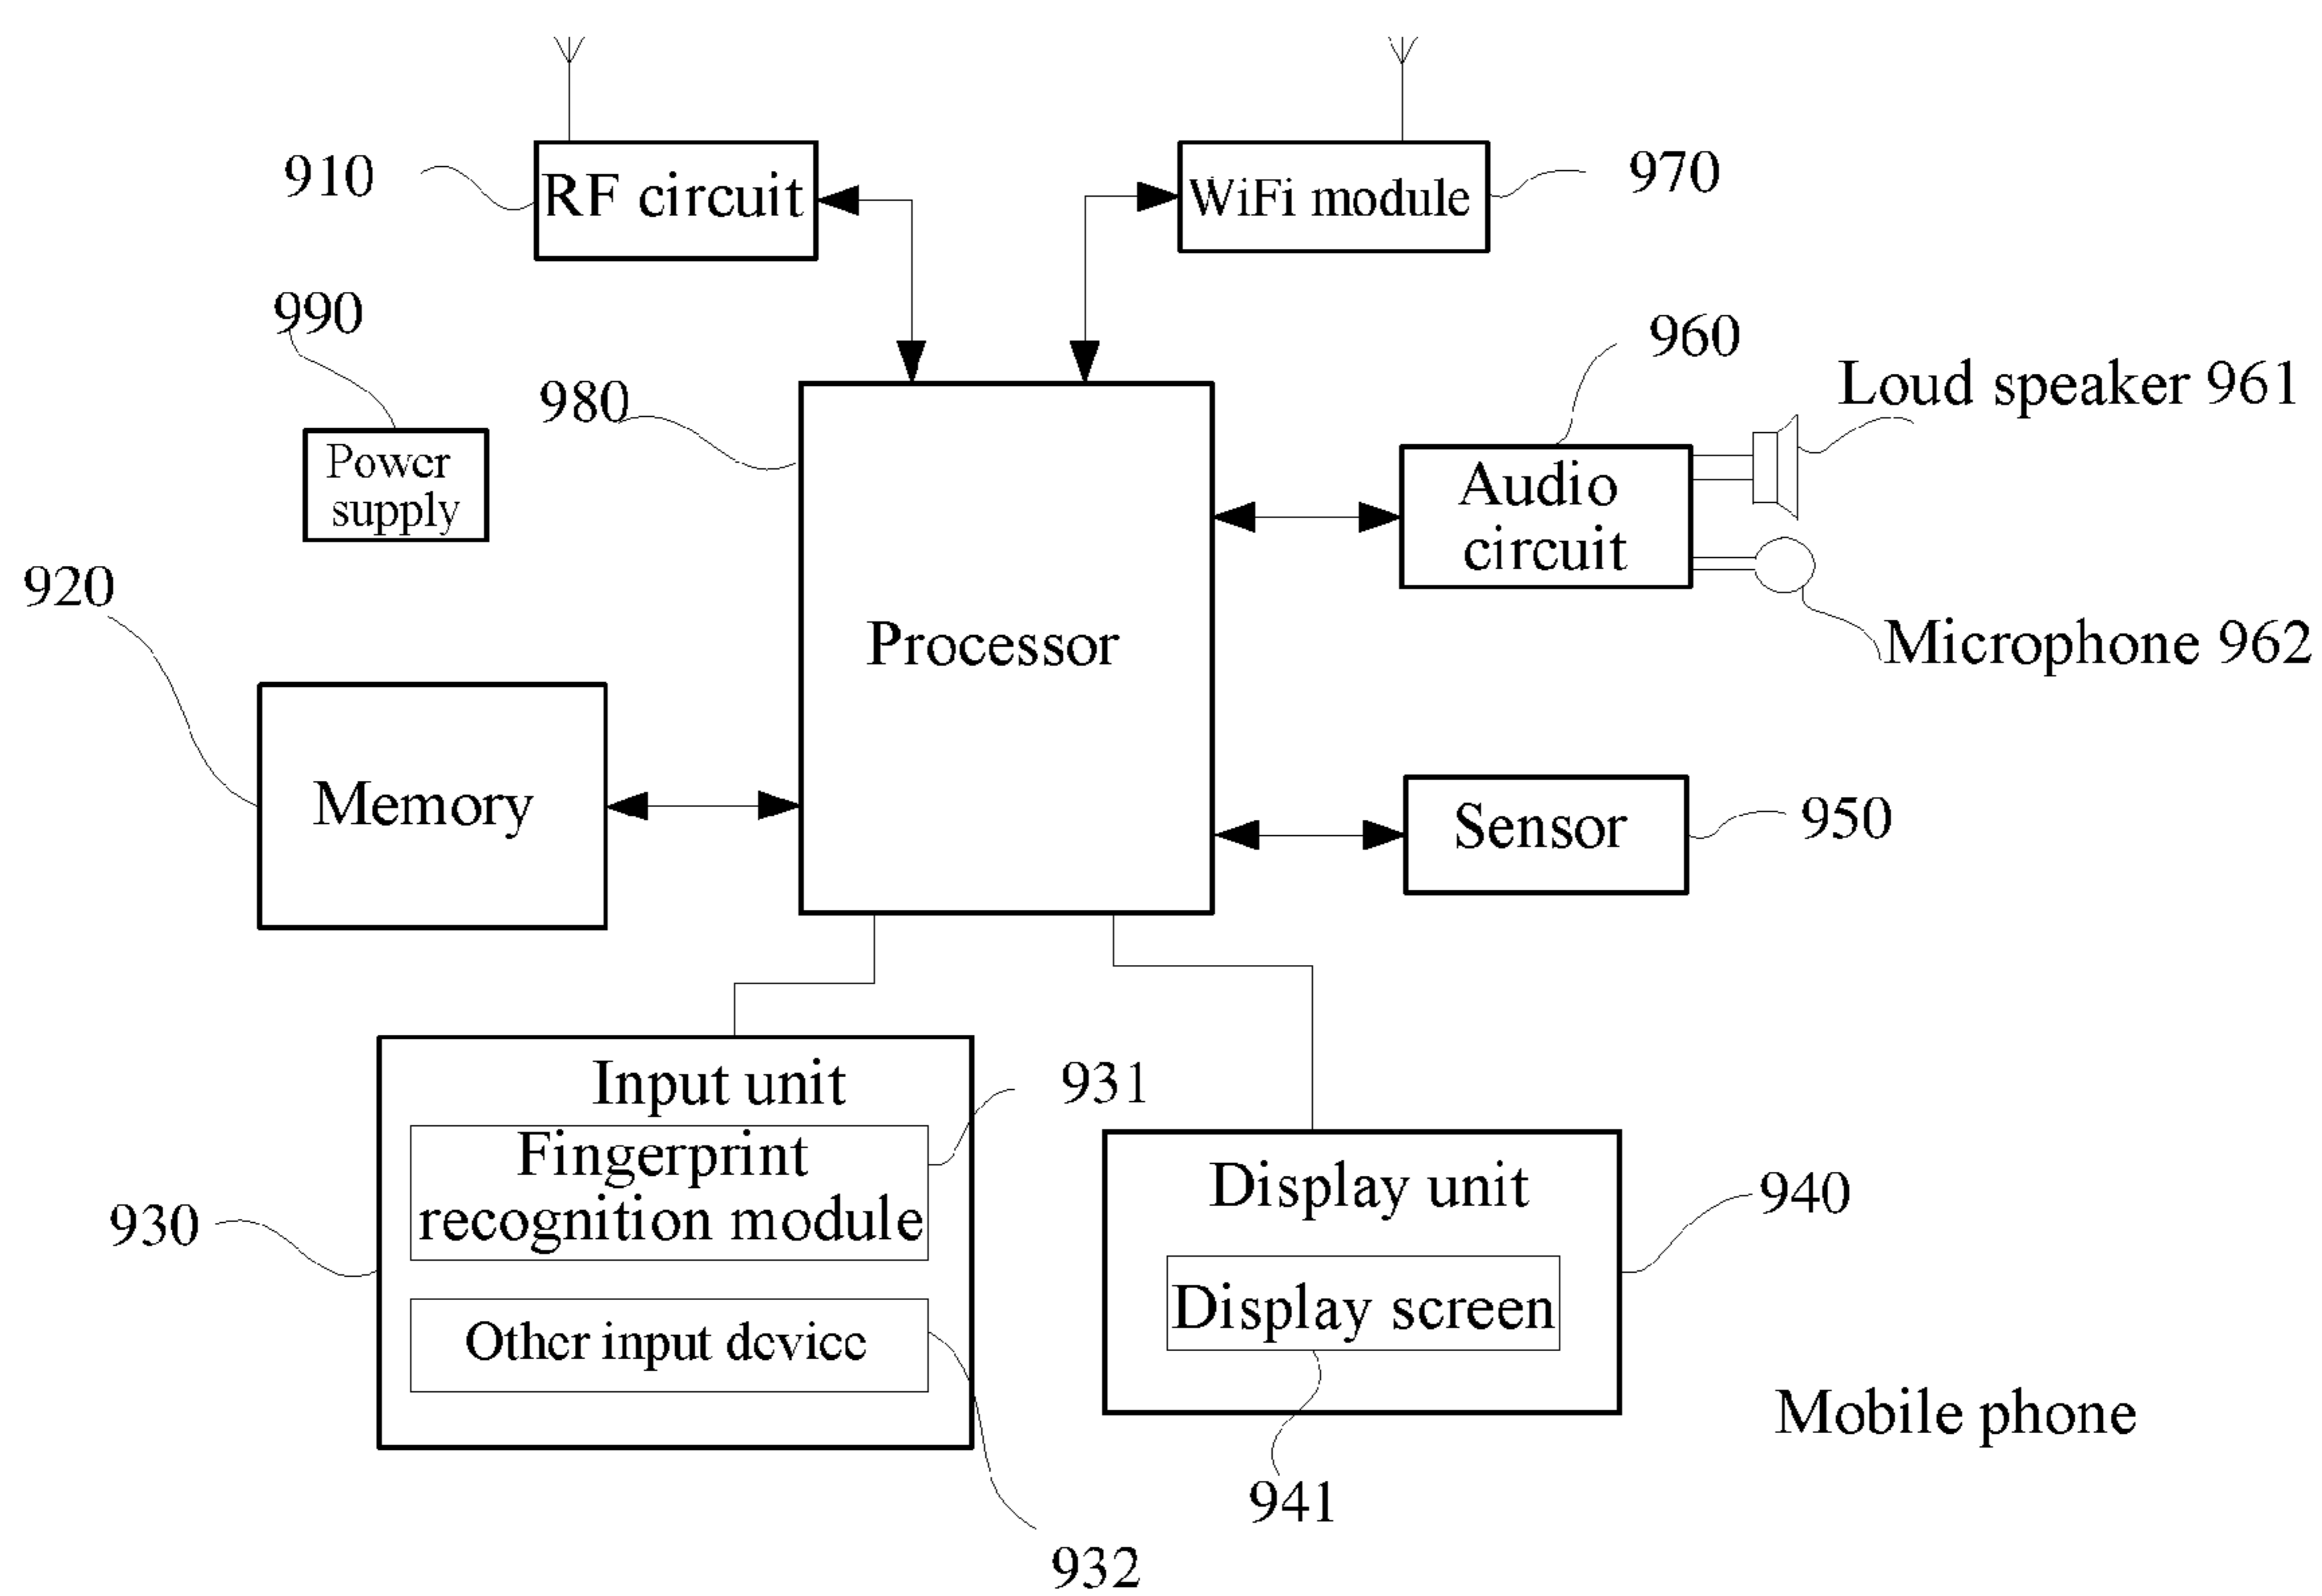 910
RF circuit
WiFi module
970
990
980
960
Loud speaker 961
Power
supply
Audio
circuit
920
Processor
Microphone 962
Memory
Sensor
950
Input unit
931
Fingerprint
recognition module
930
Display unit
940
Other input device
Display screen
Mobile phone
941
932